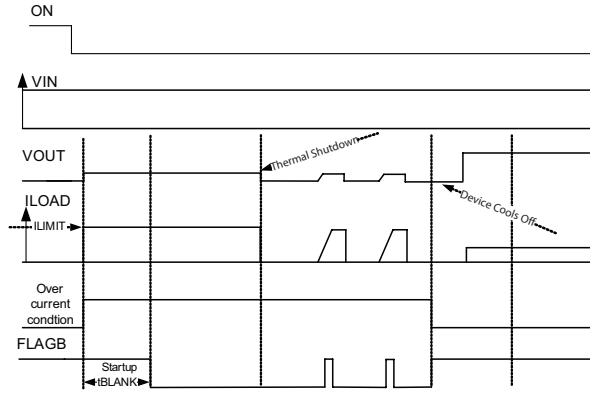 ON
VIN
VOUT
Thermal Shutdown
ILOAD
ILIMIT
Device Cools Off
Over
current
condtion
FLAGB
Startup
tBLANK